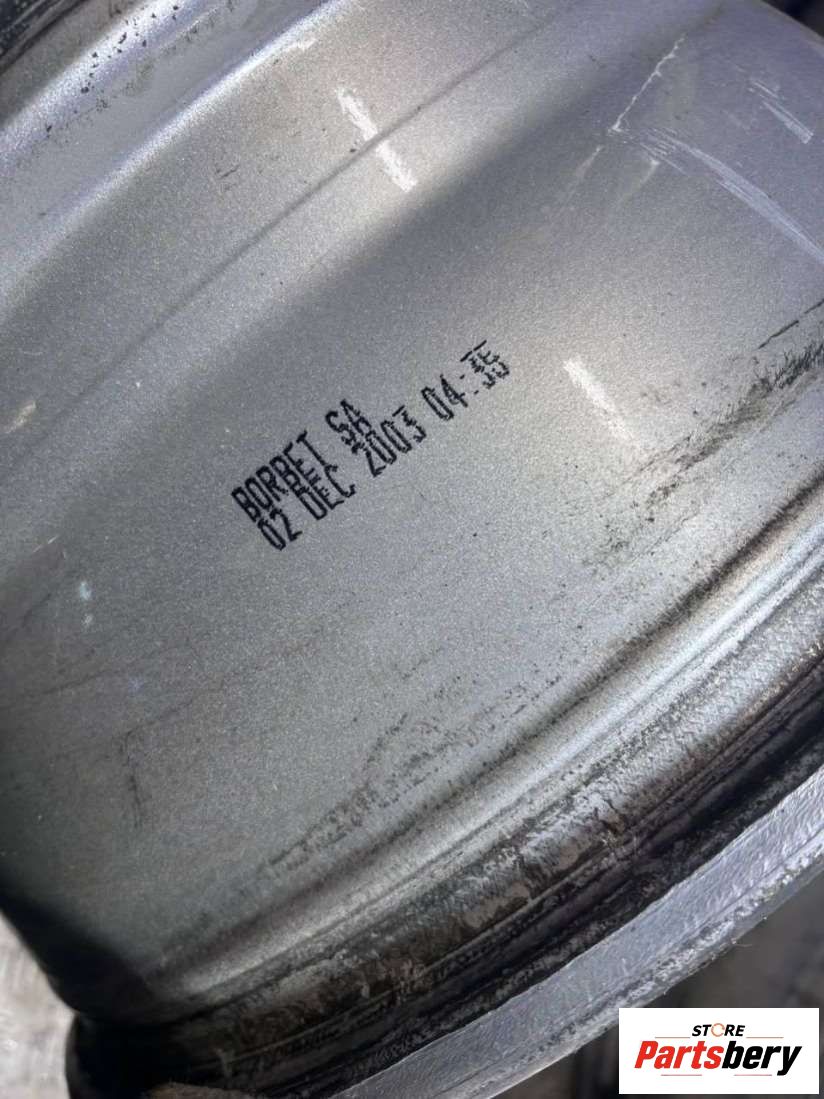 BORBET SA
02 DEC 2003 04:35
STORE
Partsbery